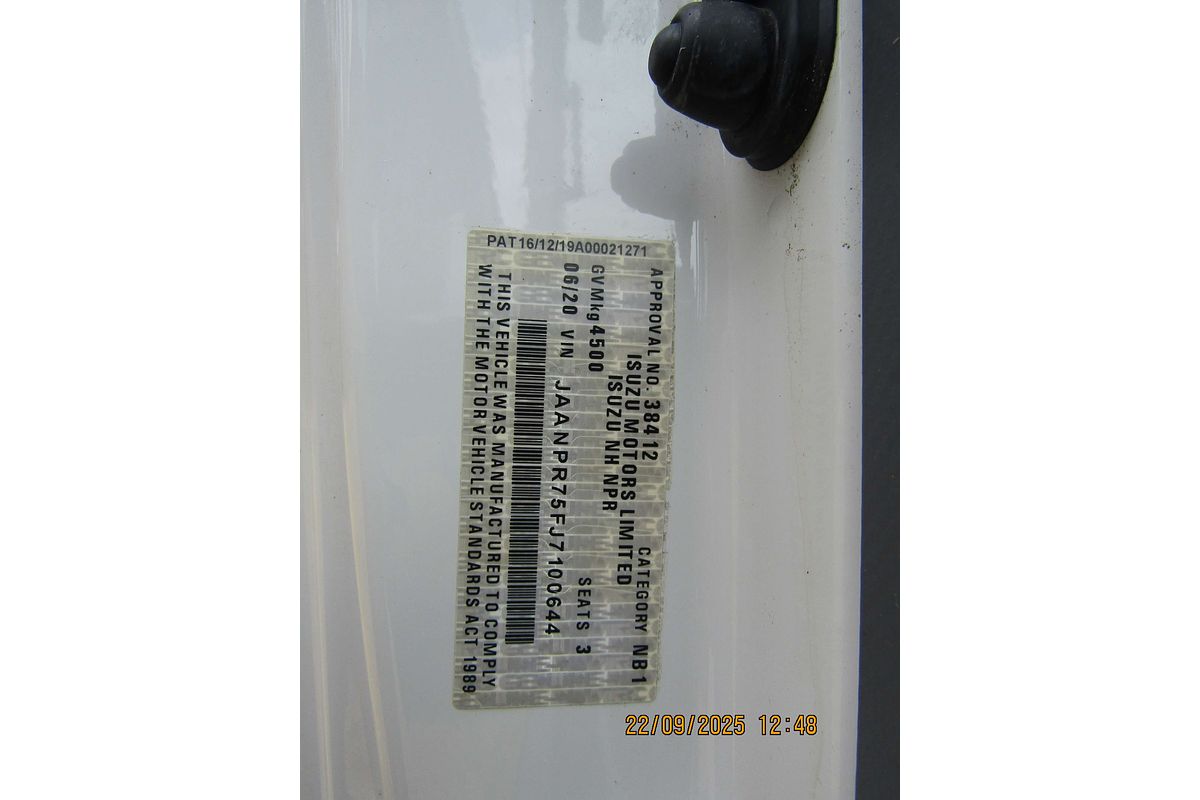 PAT16/12/19A00021271
APPROVAL NO. 38412 CATEGORY NB1
ISUZU MOTORS LIMITED
ISUZU NH NPR
GVMkg 4500 SEATS 3
06/20 VIN JAANPR75FJ7100644
THIS VEHICLE WAS MANUFACTURED TO COMPLY
WITH THE MOTOR VEHICLE STANDARDS ACT 1989
22/09/2025 12:48